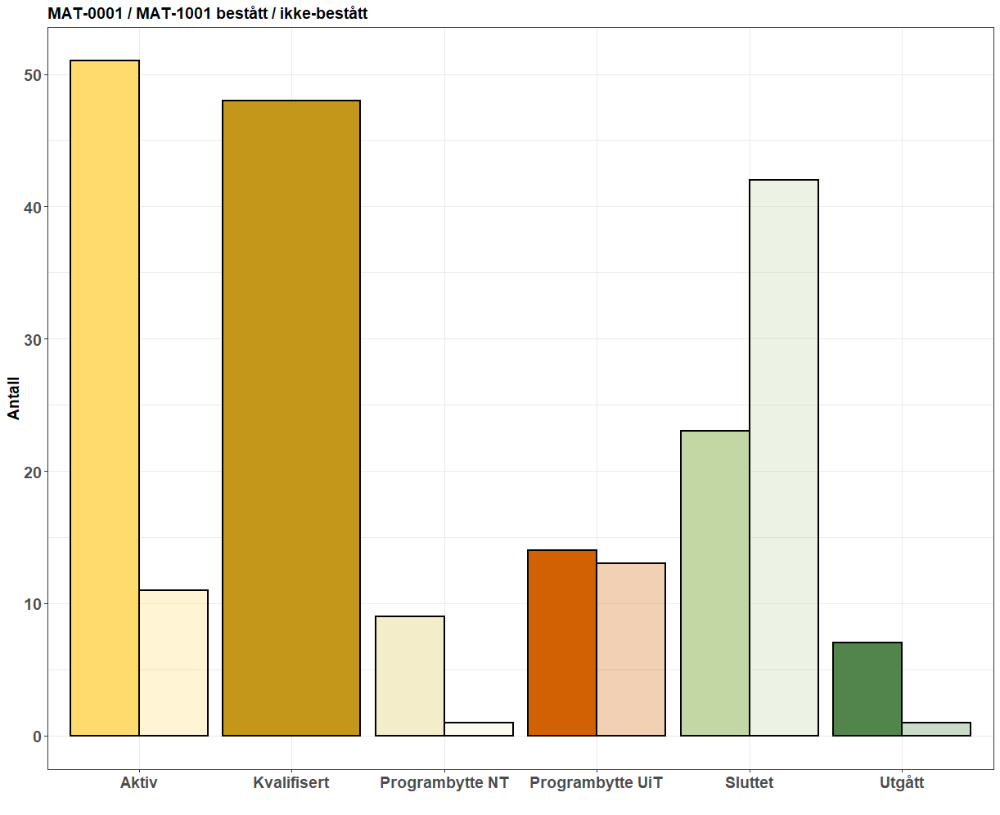 MAT-0001 / MAT-1001 bestått / ikke-bestått
Antall
50
40
30
20
10
0
Aktiv Kvalifisert Programbytte NT Programbytte UiT Sluttet Utgått